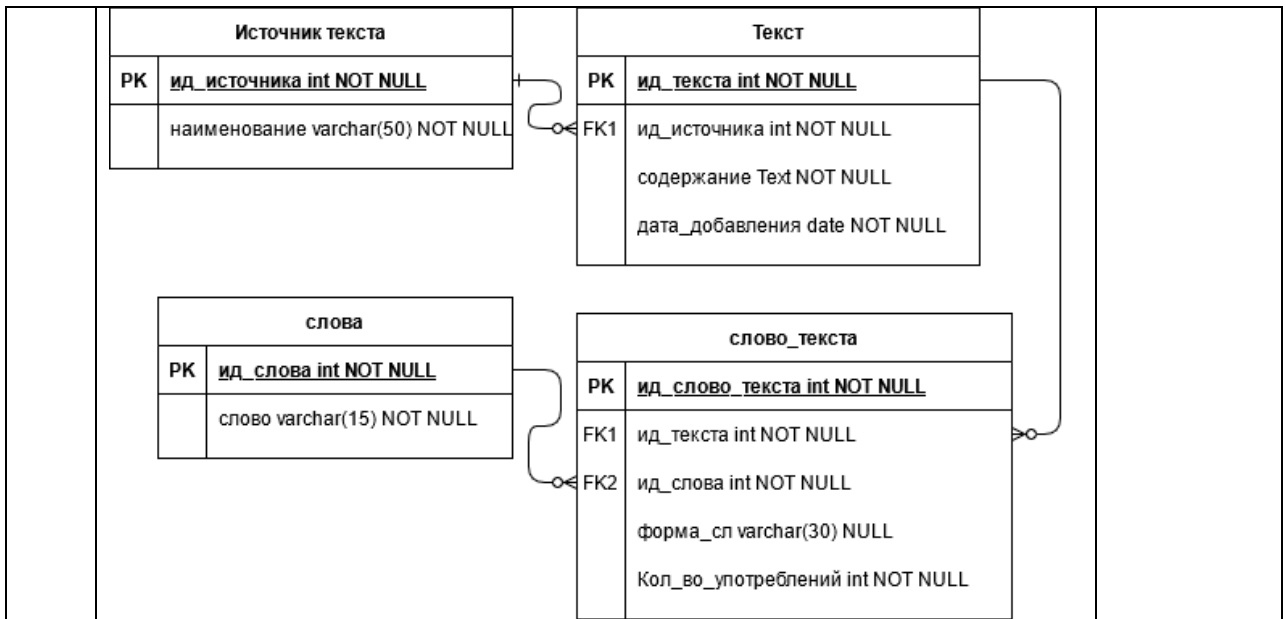 Источник текста
PK ид_источника int NOT NULL
наименование varchar(50) NOT NULL
Текст
PK ид_текста int NOT NULL
FK1 ид_источника int NOT NULL
содержание Text NOT NULL
дата_добавления date NOT NULL
слова
PK ид_слова int NOT NULL
слово varchar(15) NOT NULL
слово_текста
PK ид_слово_текста int NOT NULL
FK1 ид_текста int NOT NULL
FK2 ид_слова int NOT NULL
форма_сл varchar(30) NULL
Кол_во_употреблений int NOT NULL